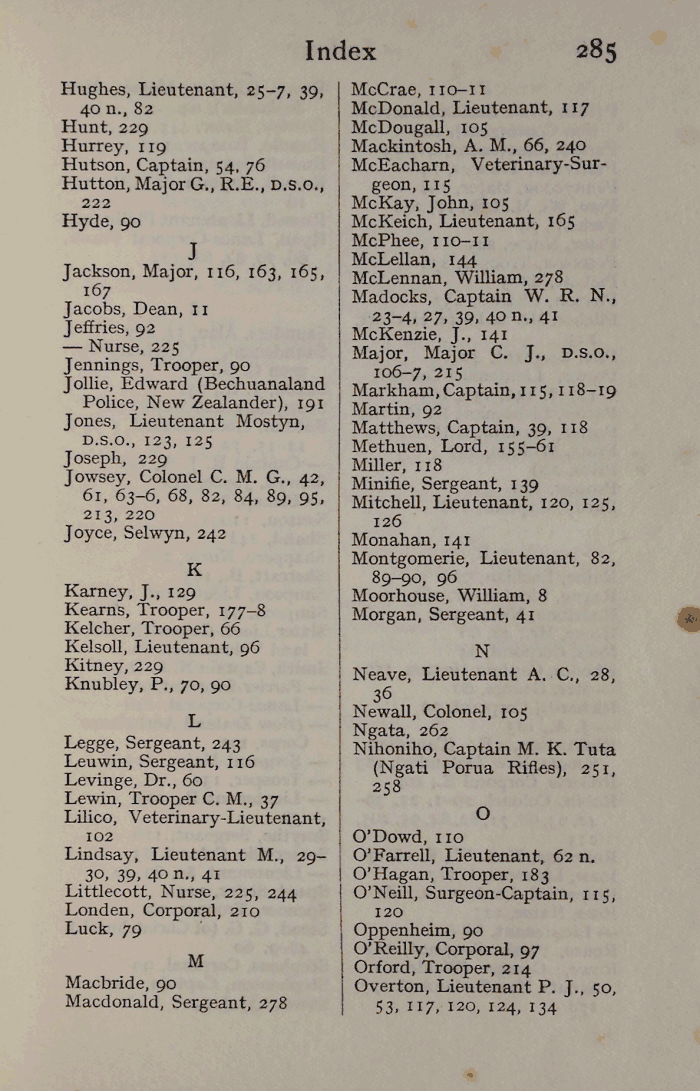 Index 285
Hughes, Lieutenant, 25–7, 39,
40 n., 82
Hunt, 229
Hurrey, 119
Hutson, Captain, 54, 76
Hutton, Major G., R.E., D.S.O.,
222
Hyde, 90
J
Jackson, Major, 116, 163, 165,
167
Jacobs, Dean, 11
Jeffries, 92
— Nurse, 225
Jennings, Trooper, 90
Jollie, Edward (Bechuanaland
Police, New Zealander), 191
Jones, Lieutenant Mostyn,
D.S.O., 123, 125
Joseph, 229
Jowsey, Colonel C. M. G., 42,
61, 63–6, 68, 82, 84, 89, 95,
213, 220
Joyce, Selwyn, 242
K
Karney, J., 129
Kearns, Trooper, 177–8
Kelcher, Trooper, 66
Kelsoll, Lieutenant, 96
Kitney, 229
Knubley, P., 70, 90
L
Legge, Sergeant, 243
Leuwin, Sergeant, 116
Levinge, Dr., 60
Lewin, Trooper C. M., 37
Lilico, Veterinary-Lieutenant,
102
Lindsay, Lieutenant M., 29–
30, 39, 40 n., 41
Littlecott, Nurse, 225, 244
Londen, Corporal, 210
Luck, 79
M
Macbride, 90
Macdonald, Sergeant, 278
McCrae, 110–11
McDonald, Lieutenant, 117
McDougall, 105
Mackintosh, A. M., 66, 240
McEacharn, Veterinary-Sur-
geon, 115
McKay, John, 105
McKeich, Lieutenant, 165
McPhee, 110–11
McLellan, 144
McLennan, William, 278
Madocks, Captain W. R. N.,
23–4, 27, 39, 40 n., 41
McKenzie, J., 141
Major, Major C. J., D.S.O.,
106–7, 215
Markham, Captain, 115, 118–19
Martin, 92
Matthews, Captain, 39, 118
Methuen, Lord, 155–61
Miller, 118
Minifie, Sergeant, 139
Mitchell, Lieutenant, 120, 125,
126
Monahan, 141
Montgomerie, Lieutenant, 82,
89–90, 96
Moorhouse, William, 8
Morgan, Sergeant, 41
N
Neave, Lieutenant A. C., 28,
36
Newall, Colonel, 105
Ngata, 262
Nihoniho, Captain M. K. Tuta
(Ngati Porua Rifles), 251,
258
O
O'Dowd, 110
O'Farrell, Lieutenant, 62 n.
O'Hagan, Trooper, 183
O'Neill, Surgeon-Captain, 115,
120
Oppenheim, 90
O'Reilly, Corporal, 97
Orford, Trooper, 214
Overton, Lieutenant P. J., 50,
53, 117, 120, 124, 134